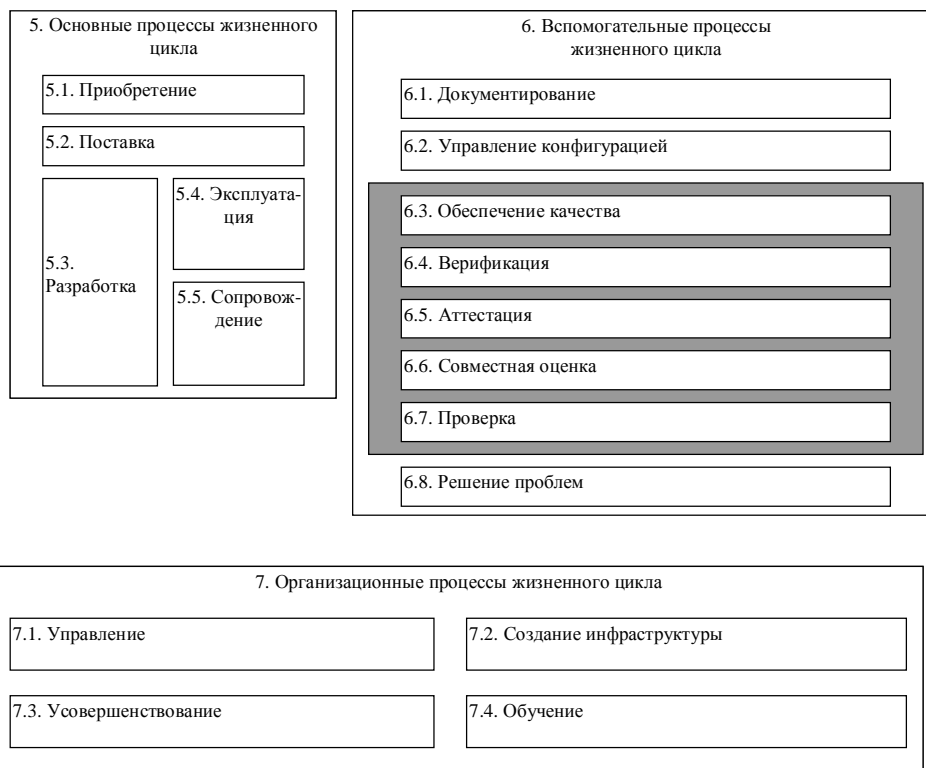 5. Основные процессы жизненного
цикла
5.1. Приобретение
5.2. Поставка
5.3.
Разработка
5.4. Эксплуата-
ция
5.5. Сопровож-
дение
6. Вспомогательные процессы
жизненного цикла
6.1. Документирование
6.2. Управление конфигурацией
6.3. Обеспечение качества
6.4. Верификация
6.5. Аттестация
6.6. Совместная оценка
6.7. Проверка
6.8. Решение проблем
7. Организационные процессы жизненного цикла
7.1. Управление
7.2. Создание инфраструктуры
7.3. Усовершенствование
7.4. Обучение